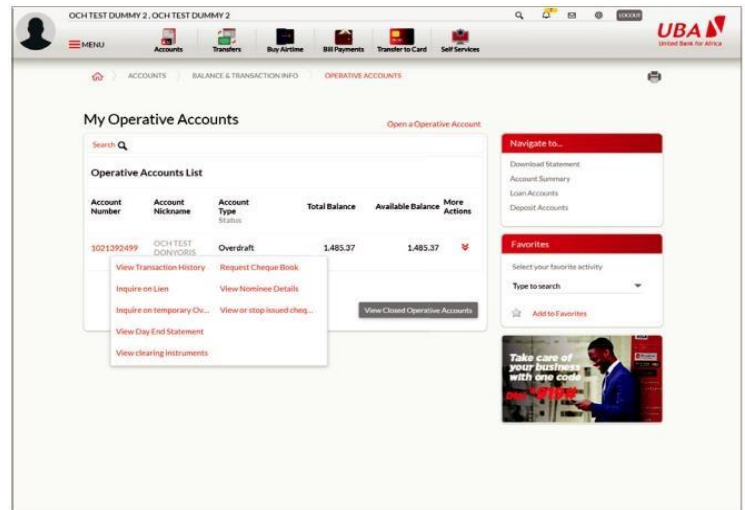 OCH TEST DUMMY 2 , OCH TEST DUMMY 2
LOGOUT
UBA
United Bank for Africa
MENU
Accounts
Transfers
Buy Airtime
Bill Payments
Transfer to Card
Self Services
ACCOUNTS
BALANCE & TRANSACTION INFO
OPERATIVE ACCOUNTS
My Operative Accounts
Open a Operative Account
Search
Operative Accounts List
Account Number
Account Nickname
Account Type
Status
Total Balance
Available Balance
More Actions
1021392499
OCH TEST DONYORIS
Overdraft
1,485.37
1,485.37
View Transaction History
Request Cheque Book
Inquire on Lien
View Nominee Details
Inquire on temporary Ov...
View or stop issued cheq...
View Day End Statement
View clearing instruments
View Closed Operative Accounts
Navigate to...
Download Statement
Account Summary
Loan Accounts
Deposit Accounts
Favorites
Select your favorite activity
Type to search
Add to Favorites
Take care of
your business
with one code